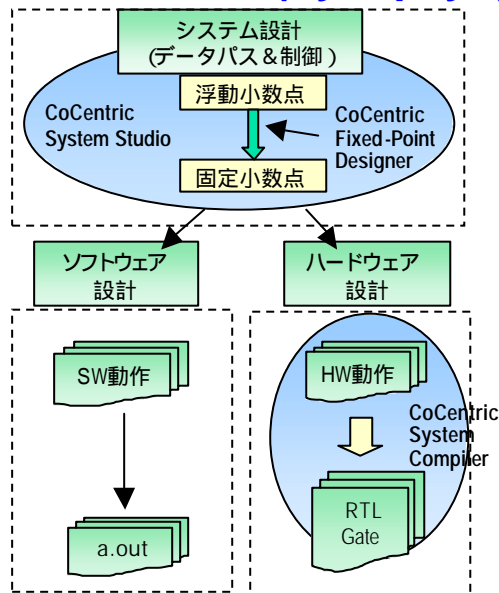 システム設計
(データパス＆制御)
浮動小数点
CoCentric
System Studio
CoCentric
Fixed-Point
Designer
固定小数点
ソフトウェア
設計
ハードウェア
設計
SW動作
HW動作
CoCentric
System
Compiler
a.out
RTL
Gate